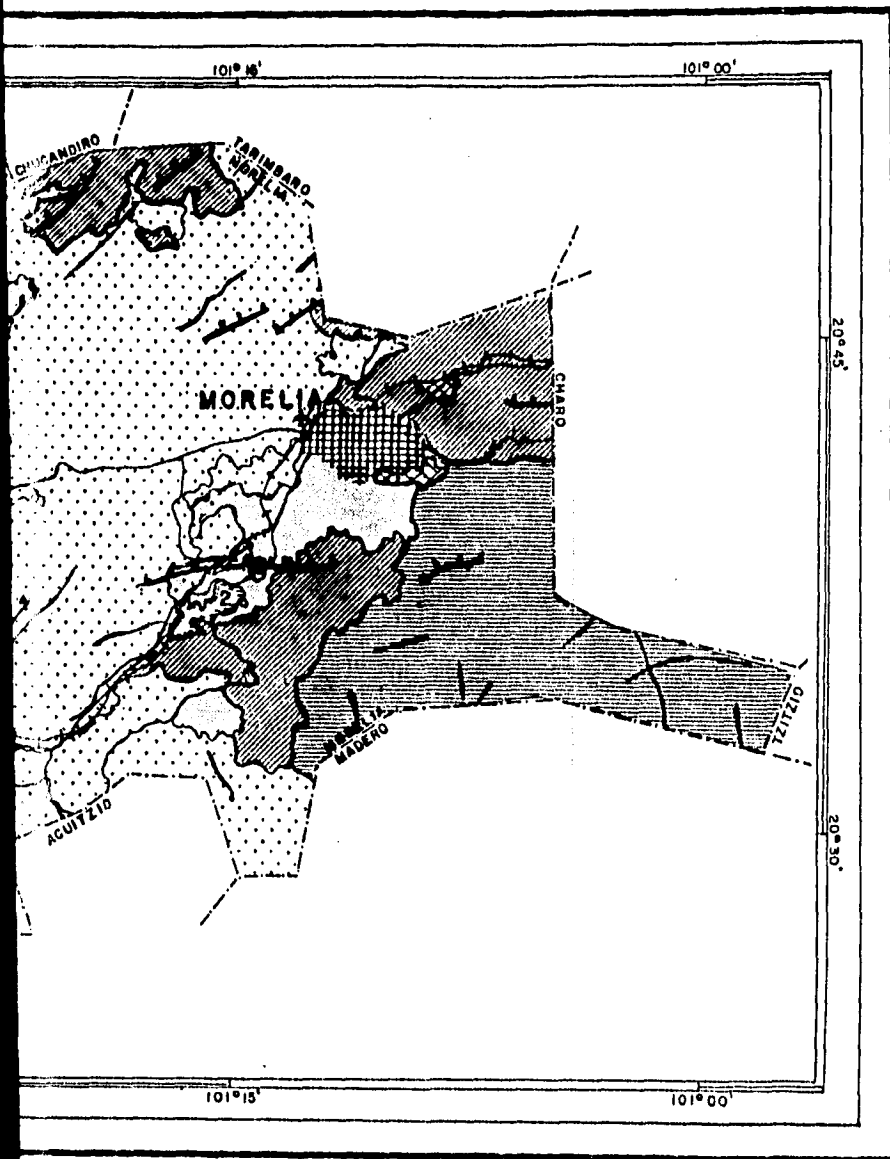 101° 15'
101° 00'
CHUCANDIRO
TARIMBARO
MORELIA
20° 45'
MORELIA
CHARO
TZITZIO
MORELIA
MADERO
ACUITZIO
20° 30'
101° 15'
101° 00'